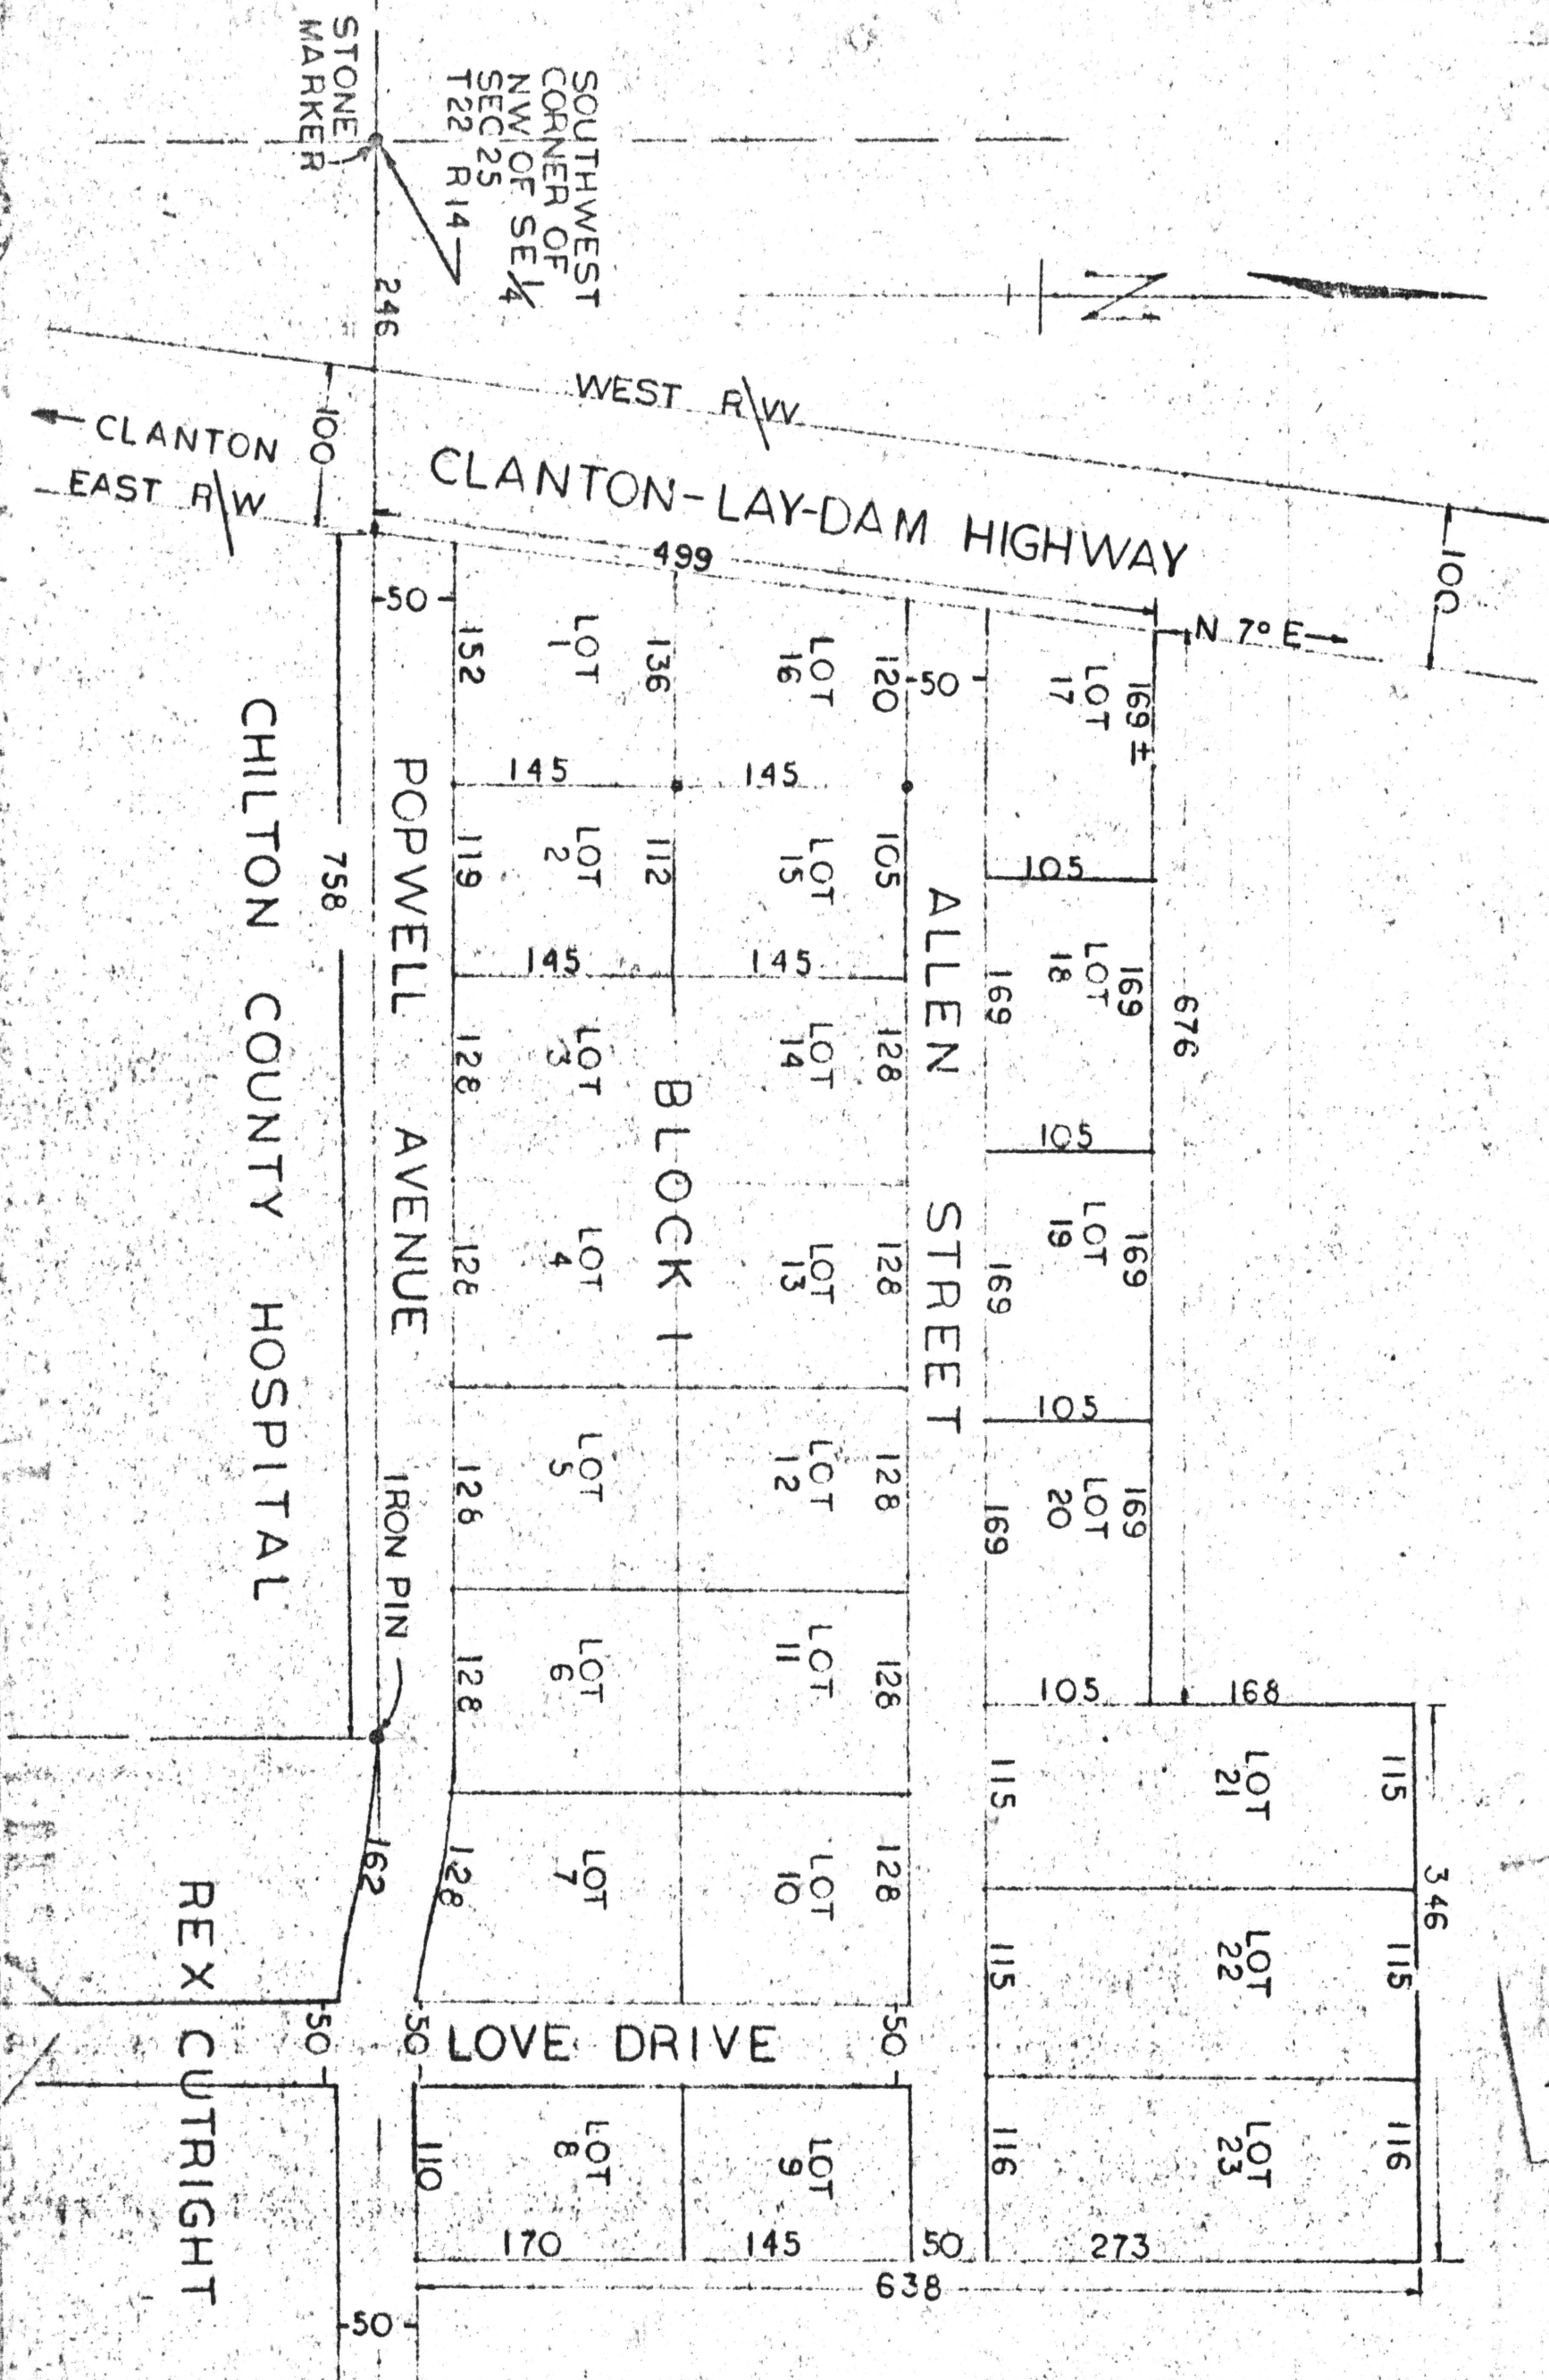 STONE
MARKER
SOUTHWEST
CORNER OF
NW OF SE 1/4
SEC 25
T 22 R 14
N
246
WEST R/W
100
← CLANTON
EAST R/W
CLANTON-LAY-DAM HIGHWAY
100
499
N 7° E
CHILTON COUNTY HOSPITAL
758
POPWELL AVENUE
50
IRON PIN
162
REX CUTRIGHT
BLOCK 1
152
LOT
1
136
LOT
16
120
145
145
119
LOT
2
112
LOT
15
105
145
145
128
LOT
3
LOT
14
128
128
LOT
4
LOT
13
128
128
LOT
5
LOT
12
128
128
LOT
6
LOT
11
128
128
LOT
7
LOT
10
128
50
50
LOVE DRIVE
50
110
LOT
8
LOT
9
170
145
50
273
638
50
50
ALLEN STREET
LOT
17
169 ±
105
169
LOT
18
169
676
105
169
LOT
19
169
105
169
LOT
20
169
105
168
115
LOT
21
115
346
115
LOT
22
115
116
LOT
23
116